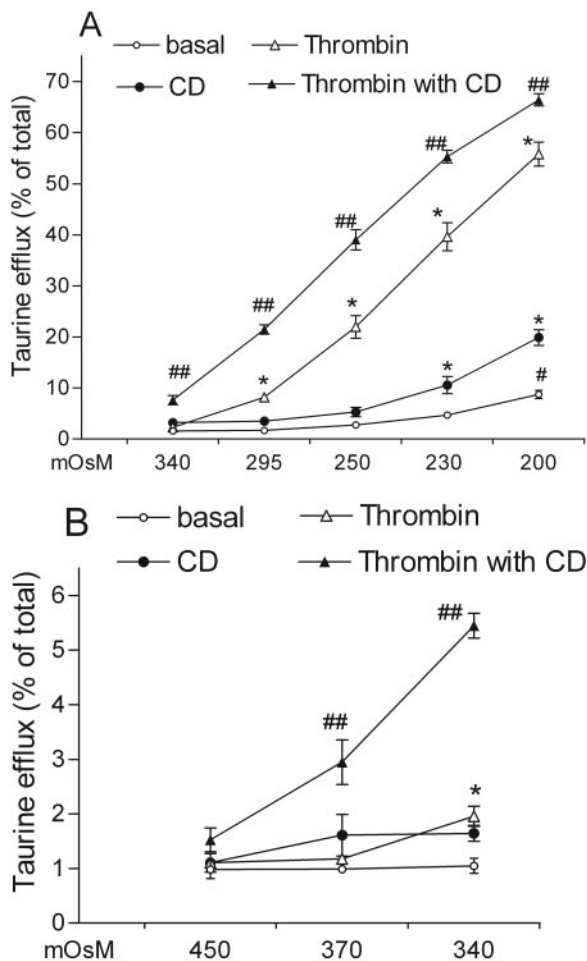 A
basal
Thrombin
CD
Thrombin with CD
Taurine efflux (% of total)
70
60
50
40
30
20
10
0
##
##
##
##
##
*
*
*
*
*
*
#
mOsM 340 295 250 230 200
B
basal
Thrombin
CD
Thrombin with CD
Taurine efflux (% of total)
6
5
4
3
2
1
0
##
##
*
mOsM 450 370 340